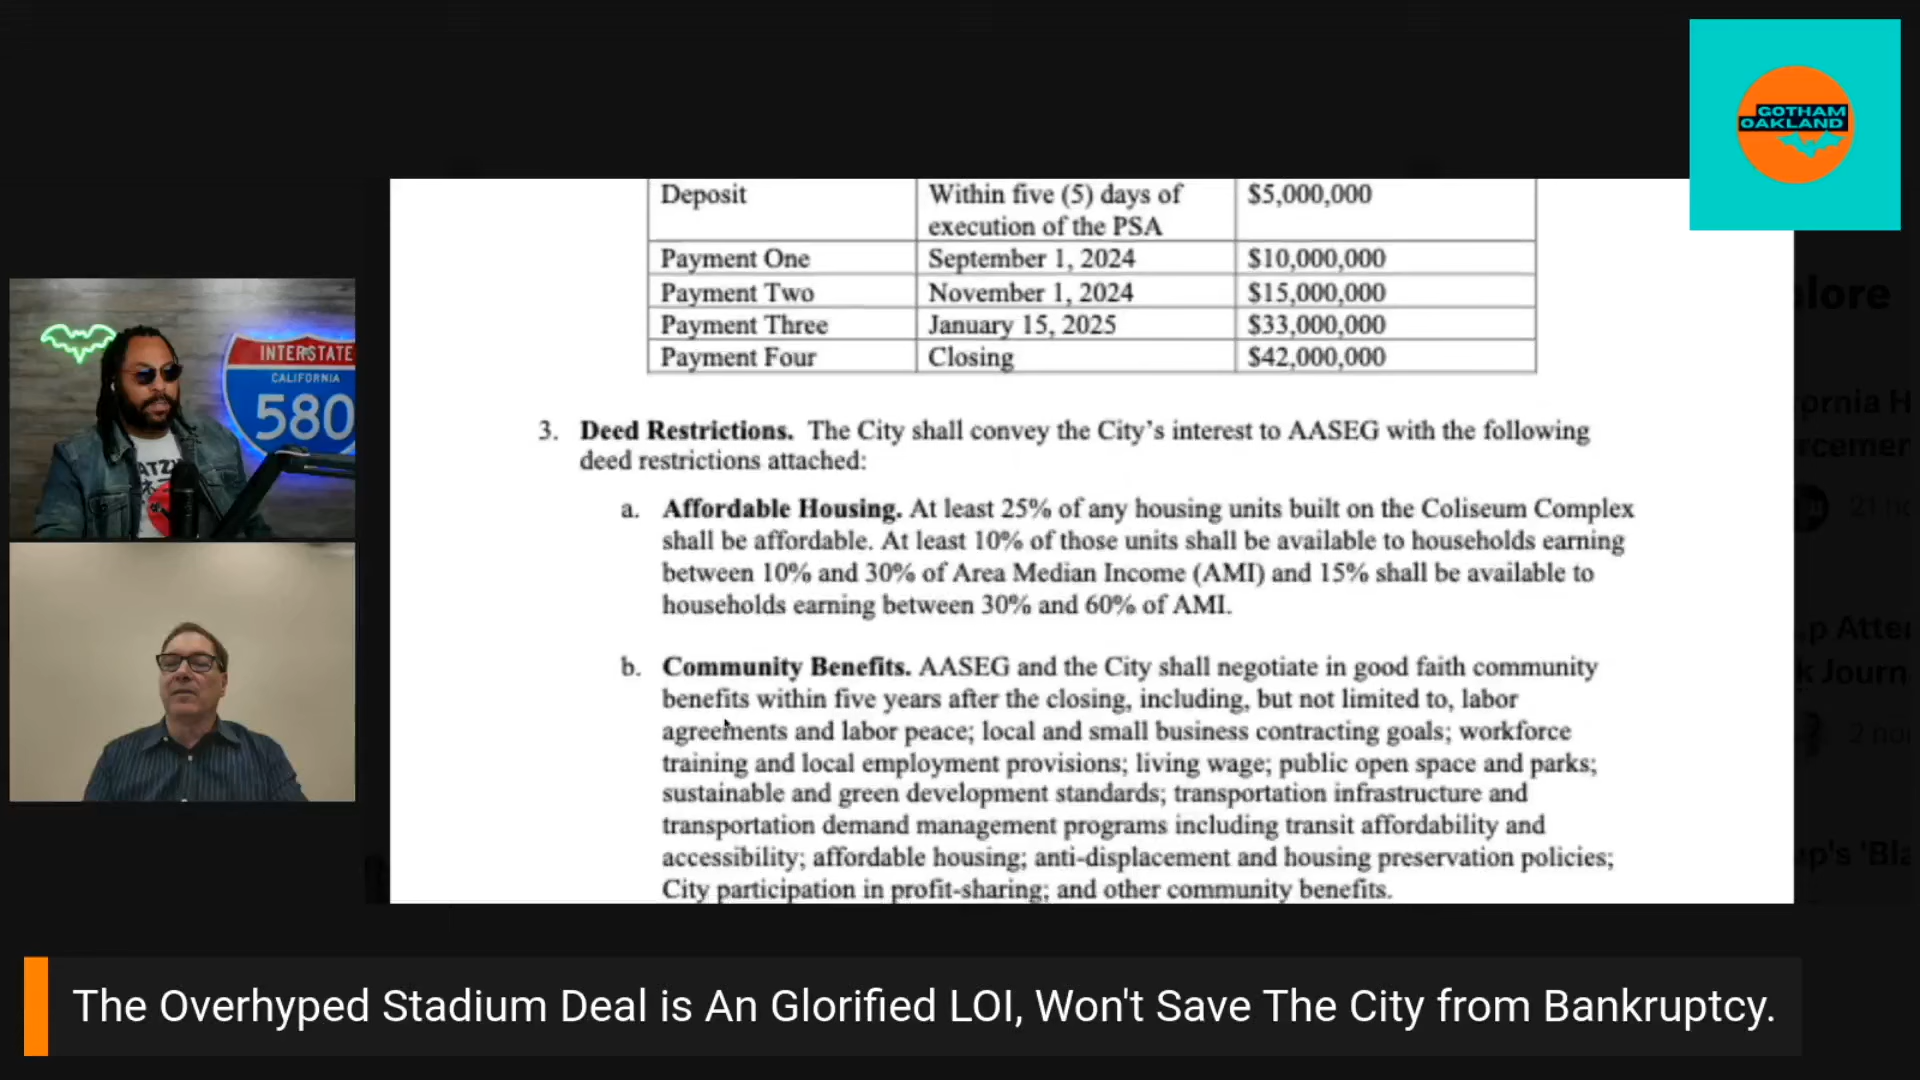 GOTHAM
OAKLAND
Deposit Within five (5) days of execution of the PSA $5,000,000
Payment One September 1, 2024 $10,000,000
Payment Two November 1, 2024 $15,000,000
Payment Three January 15, 2025 $33,000,000
Payment Four Closing $42,000,000
3. Deed Restrictions. The City shall convey the City's interest to AASEG with the following
deed restrictions attached:
a. Affordable Housing. At least 25% of any housing units built on the Coliseum Complex
shall be affordable. At least 10% of those units shall be available to households earning
between 10% and 30% of Area Median Income (AMI) and 15% shall be available to
households earning between 30% and 60% of AMI.
b. Community Benefits. AASEG and the City shall negotiate in good faith community
benefits within five years after the closing, including, but not limited to, labor
agreements and labor peace; local and small business contracting goals; workforce
training and local employment provisions; living wage; public open space and parks;
sustainable and green development standards; transportation infrastructure and
transportation demand management programs including transit affordability and
accessibility; affordable housing; anti-displacement and housing preservation policies;
City participation in profit-sharing; and other community benefits.
INTERSTATE
CALIFORNIA
580
The Overhyped Stadium Deal is An Glorified LOI, Won't Save The City from Bankruptcy.